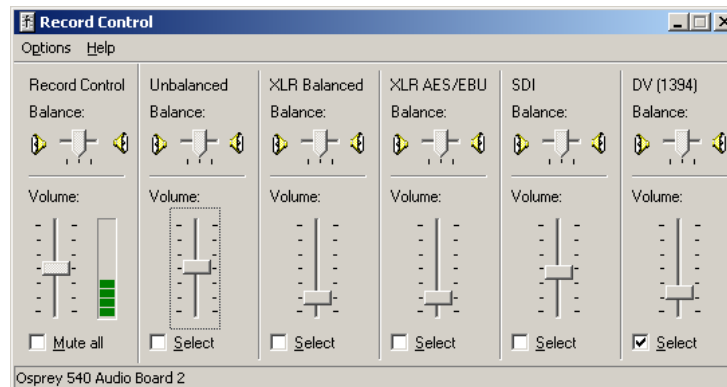 Record Control
Options Help
Record Control Unbalanced XLR Balanced XLR AES/EBU SDI DV (1394)
Balance: Balance: Balance: Balance: Balance: Balance:
Volume: Volume: Volume: Volume: Volume: Volume:
Mute all Select Select Select Select Select
Osprey 540 Audio Board 2